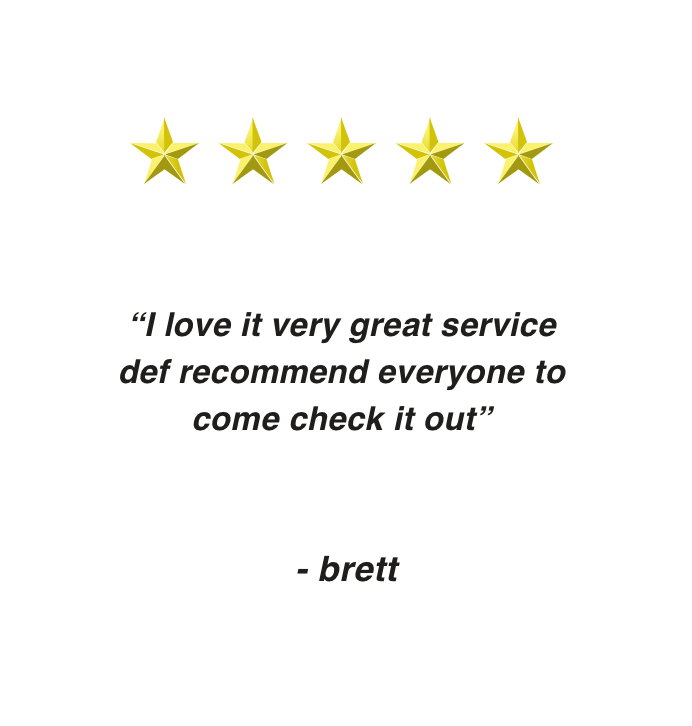 “I love it very great service
def recommend everyone to
come check it out”
- brett